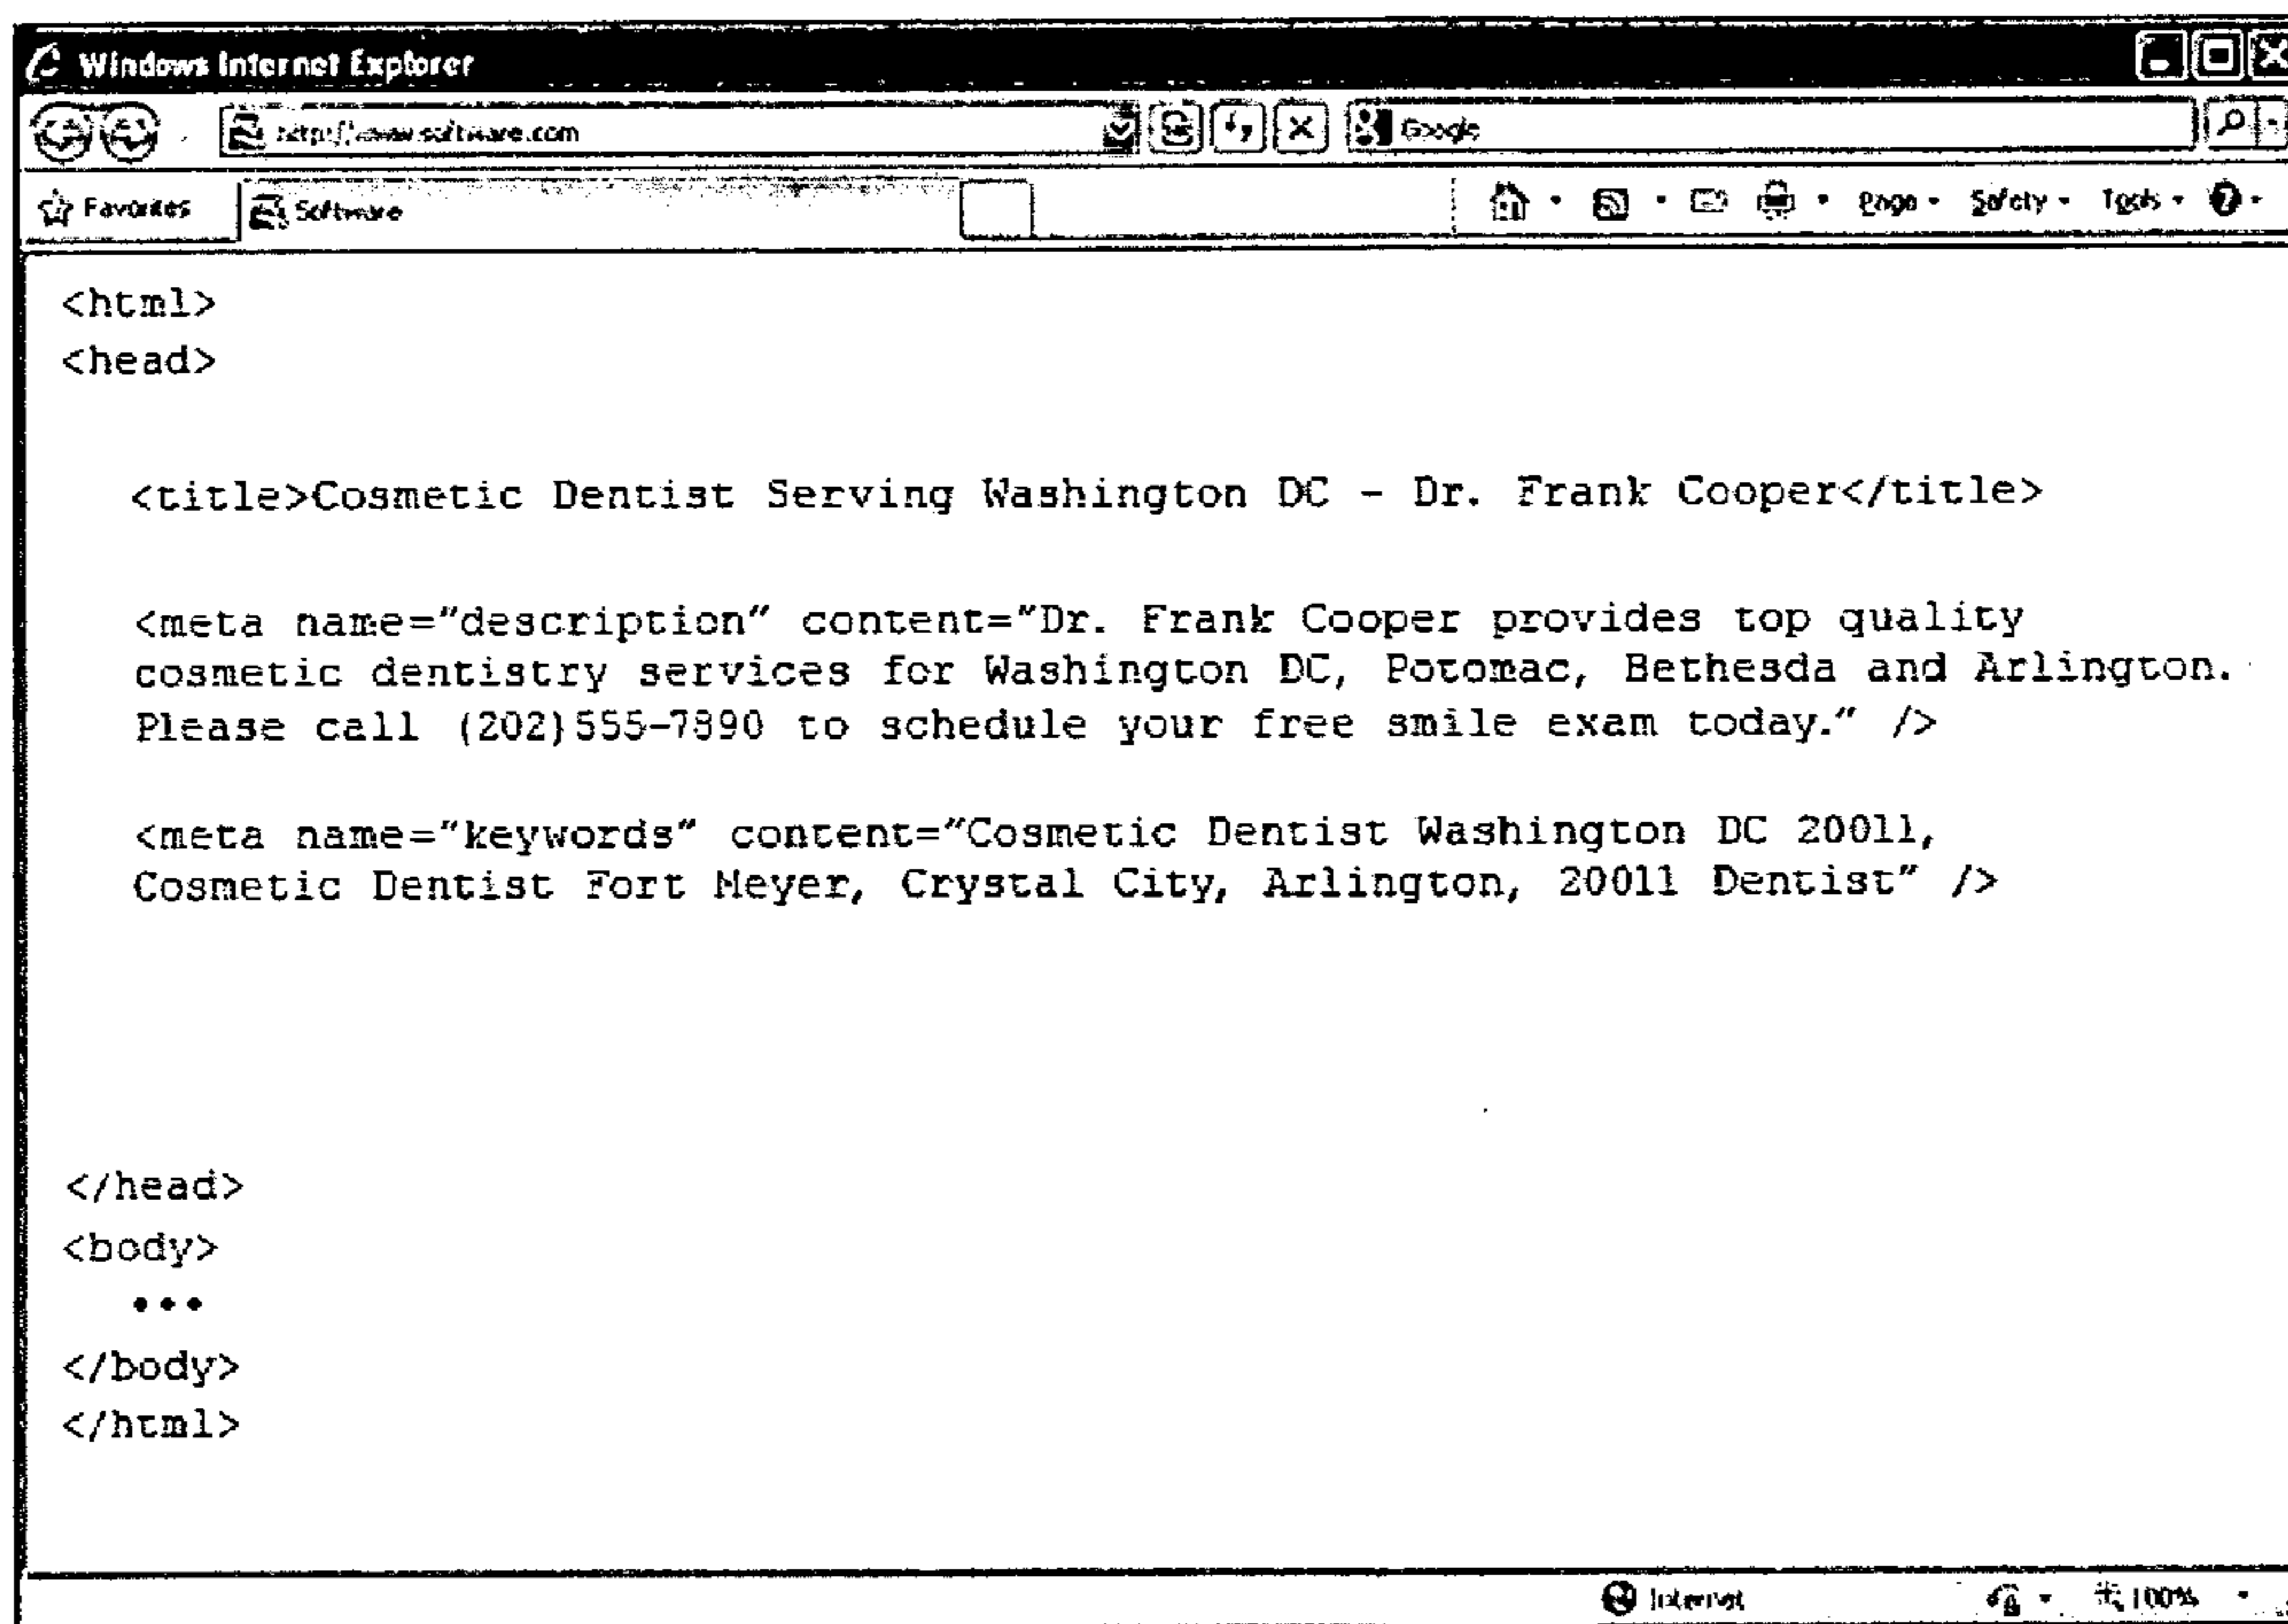 Windows Internet Explorer
http://www.software.com Google
Favorites Software Page Safety Tools
<html>
<head>
<title>Cosmetic Dentist Serving Washington DC – Dr. Frank Cooper</title>
<meta name="description" content="Dr. Frank Cooper provides top quality
cosmetic dentistry services for Washington DC, Potomac, Bethesda and Arlington.
Please call (202)555-7890 to schedule your free smile exam today." />
<meta name="keywords" content="Cosmetic Dentist Washington DC 20011,
Cosmetic Dentist Fort Meyer, Crystal City, Arlington, 20011 Dentist" />
</head>
<body>
•••
</body>
</html>
Internet 100%